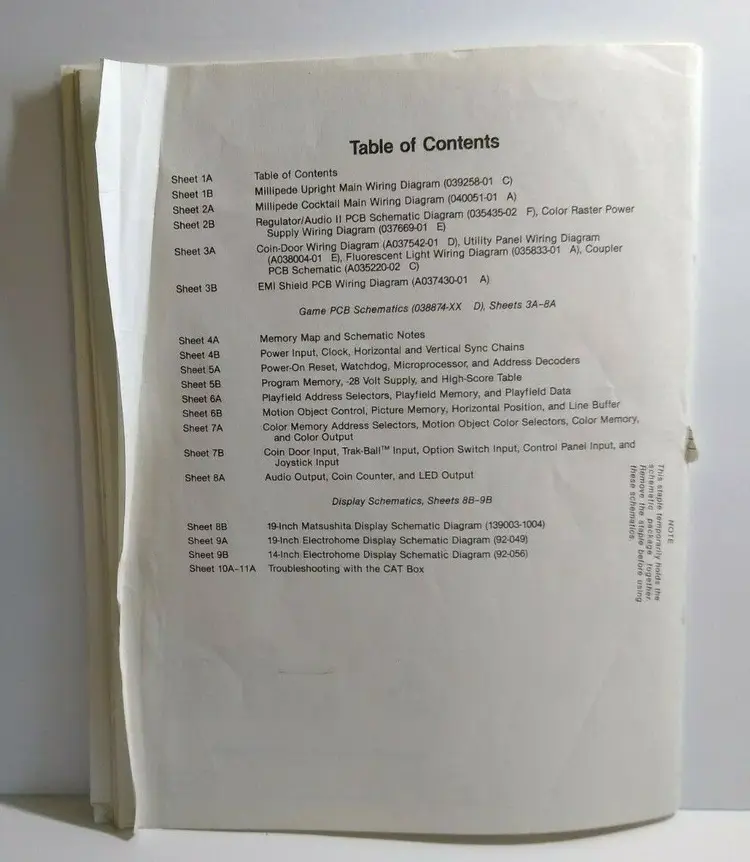 Table of Contents
Sheet 1A Table of Contents
Sheet 1B Millipede Upright Main Wiring Diagram (039258-01 C)
Sheet 2A Millipede Cocktail Main Wiring Diagram (040051-01 A)
Sheet 2B Regulator/Audio II PCB Schematic Diagram (035435-02 F), Color Raster Power
Supply Wiring Diagram (037669-01 E)
Sheet 3A Coin-Door Wiring Diagram (A037542-01 D), Utility Panel Wiring Diagram
(A038004-01 E), Fluorescent Light Wiring Diagram (035833-01 A), Coupler
PCB Schematic (A035220-02 C)
Sheet 3B EMI Shield PCB Wiring Diagram (A037430-01 A)
Game PCB Schematics (038874-XX D), Sheets 3A–8A
Sheet 4A Memory Map and Schematic Notes
Sheet 4B Power Input, Clock, Horizontal and Vertical Sync Chains
Sheet 5A Power-On Reset, Watchdog, Microprocessor, and Address Decoders
Sheet 5B Program Memory, -28 Volt Supply, and High-Score Table
Sheet 6A Playfield Address Selectors, Playfield Memory, and Playfield Data
Sheet 6B Motion Object Control, Picture Memory, Horizontal Position, and Line Buffer
Sheet 7A Color Memory Address Selectors, Motion Object Color Selectors, Color Memory,
and Color Output
Sheet 7B Coin Door Input, Trak-Ball™ Input, Option Switch Input, Control Panel Input, and
Joystick Input
Sheet 8A Audio Output, Coin Counter, and LED Output
Display Schematics, Sheets 8B–9B
Sheet 8B 19-Inch Matsushita Display Schematic Diagram (139003-1004)
Sheet 9A 19-Inch Electrohome Display Schematic Diagram (92-049)
Sheet 9B 14-Inch Electrohome Display Schematic Diagram (92-056)
Sheet 10A–11A Troubleshooting with the CAT Box
NOTE
This staple temporarily holds the
schematic package together.
Remove the staple before using
these schematics.